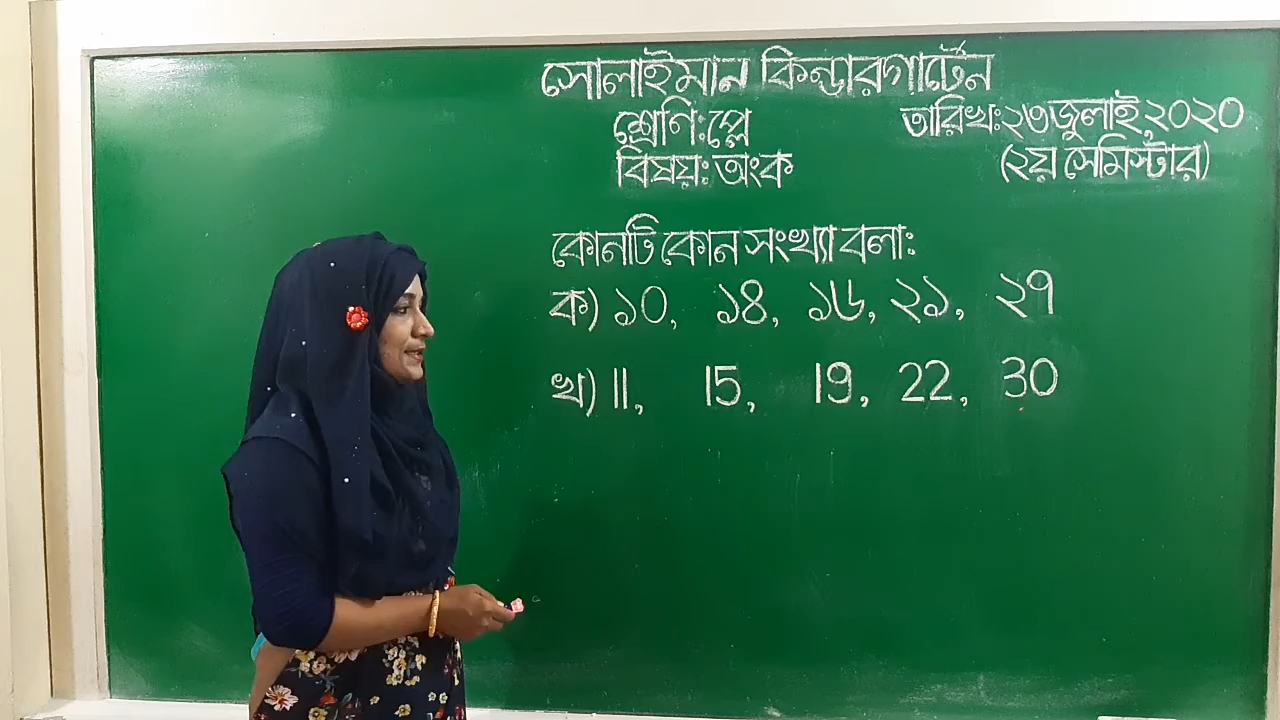 সোলাইমান কিন্ডারগার্টেন
শ্রেণি:প্লে
তারিখ:২৩জুলাই,২০২০
বিষয়: অংক
(২য় সেমিস্টার)
কোনটি কোন সংখ্যা বলা:
ক) ১০, ১৪, ১৬, ২১, ২৭
খ) 11, 15, 19, 22, 30